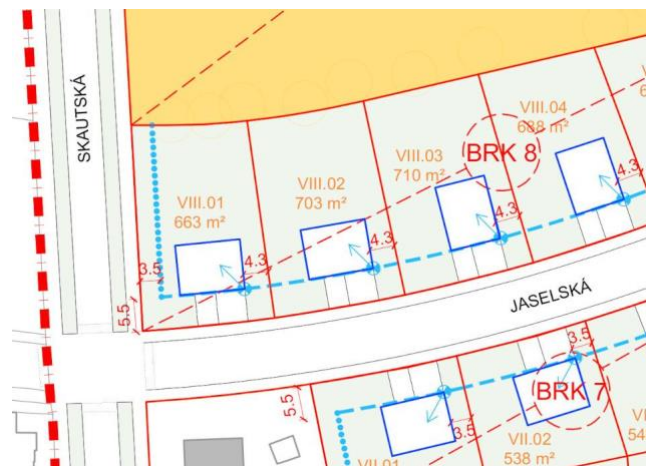 SKAUTSKÁ
VIII.01
663 m²
VIII.02
703 m²
VIII.03
710 m²
VIII.04
688 m²
BRK 8
3.5
4.3
4.3
4.3
4.3
5.5
JASELSKÁ
5.5
3.5
3.5
BRK 7
VII.01
VII.02
538 m²